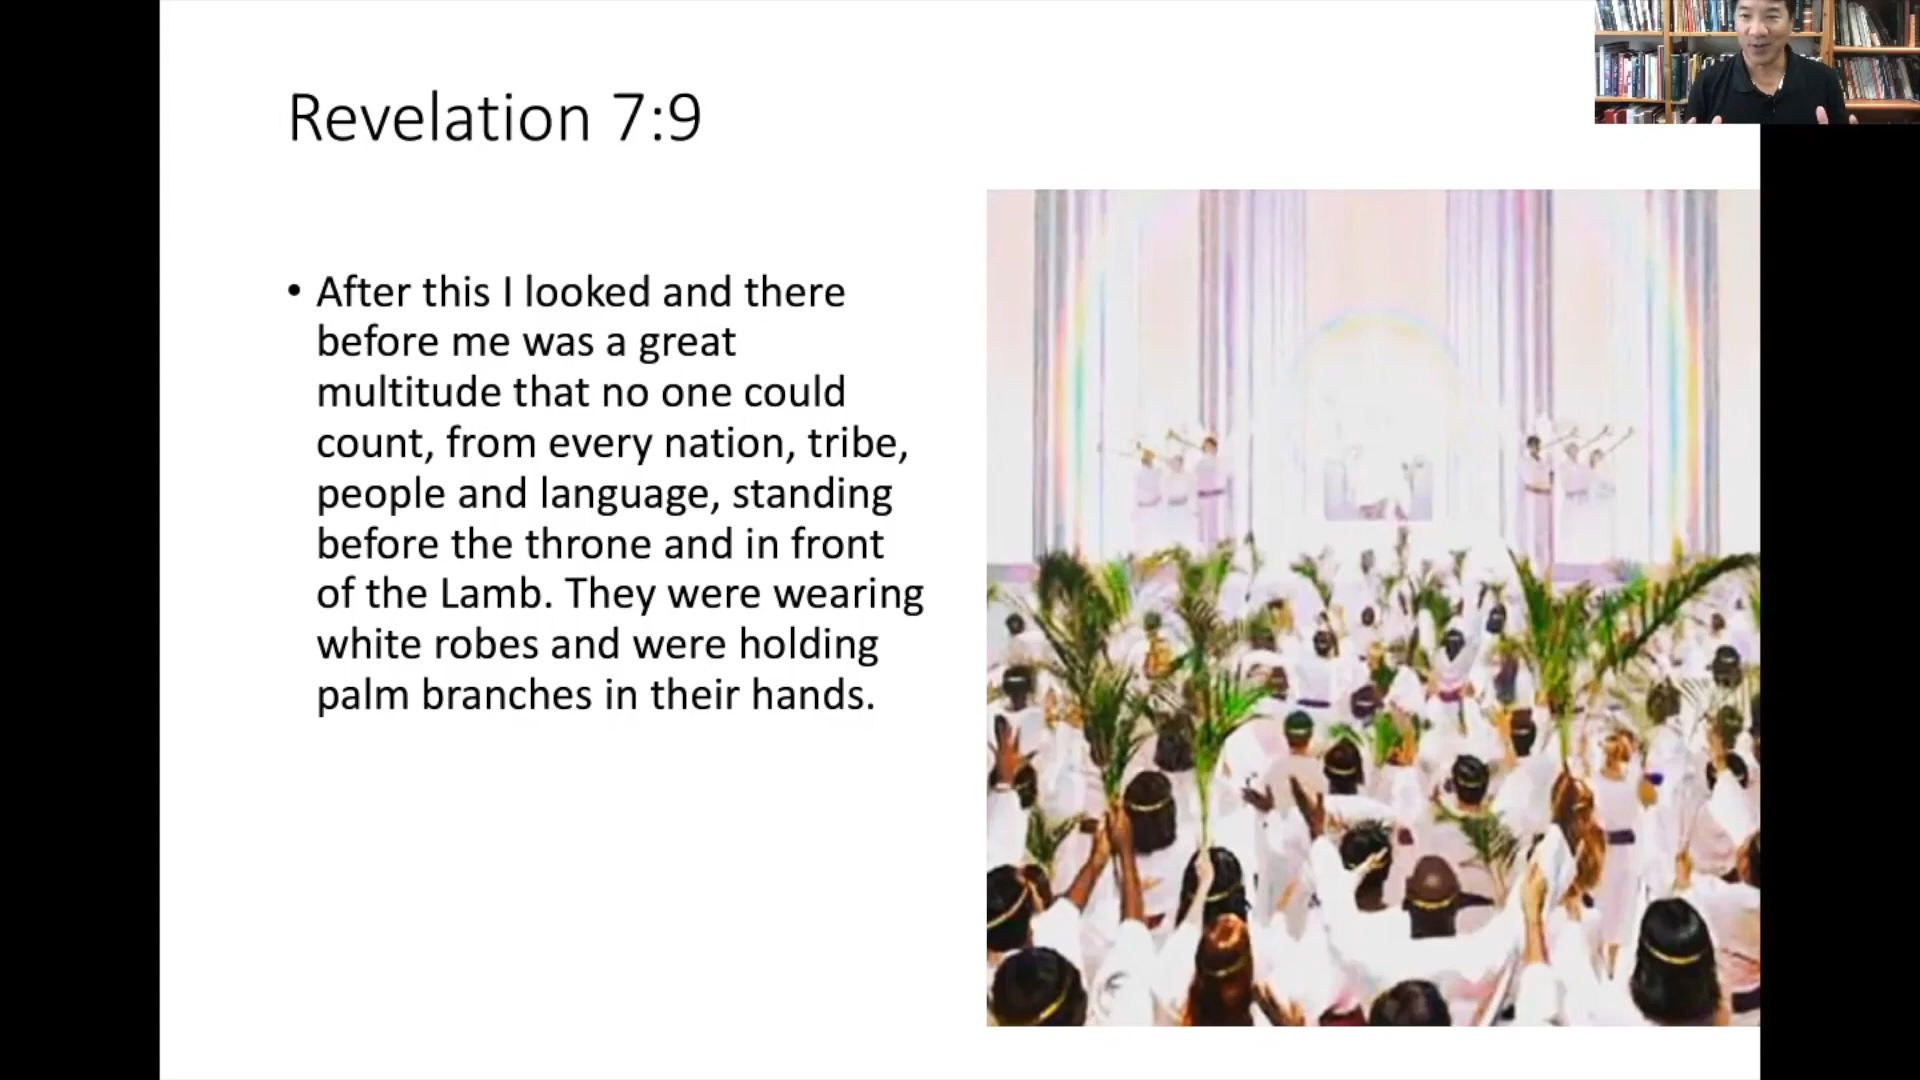 Revelation 7:9
• After this I looked and there
before me was a great
multitude that no one could
count, from every nation, tribe,
people and language, standing
before the throne and in front
of the Lamb. They were wearing
white robes and were holding
palm branches in their hands.